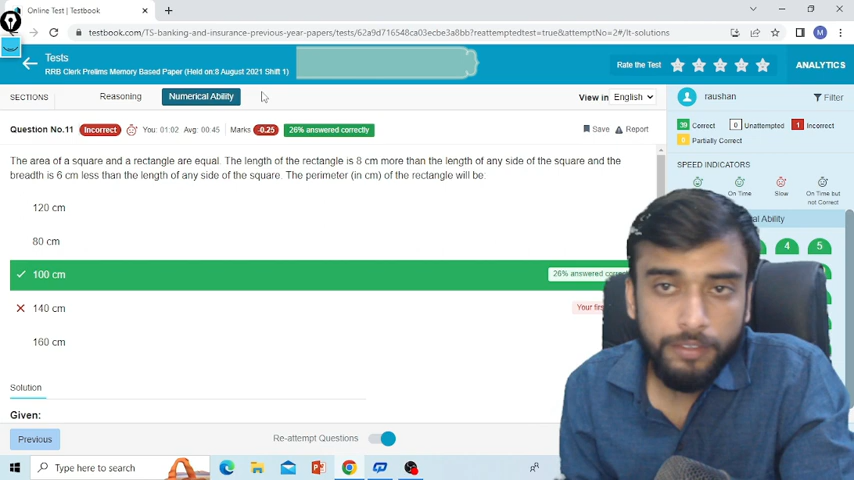 Online Test | Testbook
testbook.com/TS-banking-and-insurance-previous-year-papers/tests/62a9d716548ca03ecbe3a8bb?reattemptedtest=true&attemptNo=2#/lt-solutions
M
Tests
RRB Clerk Prelims Memory Based Paper (Held on:8 August 2021 Shift 1)
Rate the Test
ANALYTICS
SECTIONS
Reasoning
Numerical Ability
View in English
raushan
Filter
Question No.11 Incorrect You: 01:02 Avg: 00:45 Marks -0.25 26% answered correctly
Save Report
39 Correct 0 Unattempted 1 Incorrect
0 Partially Correct
The area of a square and a rectangle are equal. The length of the rectangle is 8 cm more than the length of any side of the square and the
breadth is 6 cm less than the length of any side of the square. The perimeter (in cm) of the rectangle will be:
SPEED INDICATORS
On Time Slow On Time but
not Correct
120 cm
80 cm
100 cm
26% answered
140 cm
Your
160 cm
Ability
4 5
Solution
Given:
Previous
Re-attempt Questions
Type here to search